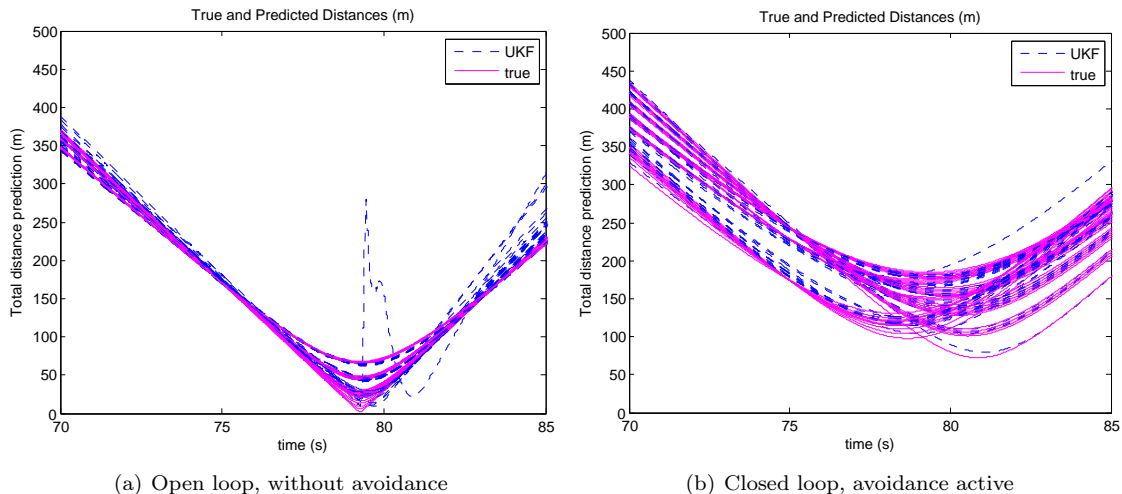 True and Predicted Distances (m)
500
450
400
350
300
250
200
150
100
50
0
Total distance prediction (m)
UKF
true
70
75
80
85
time (s)
(a) Open loop, without avoidance
True and Predicted Distances (m)
500
450
400
350
300
250
200
150
100
50
0
Total distance prediction (m)
UKF
true
70
75
80
85
time (s)
(b) Closed loop, avoidance active